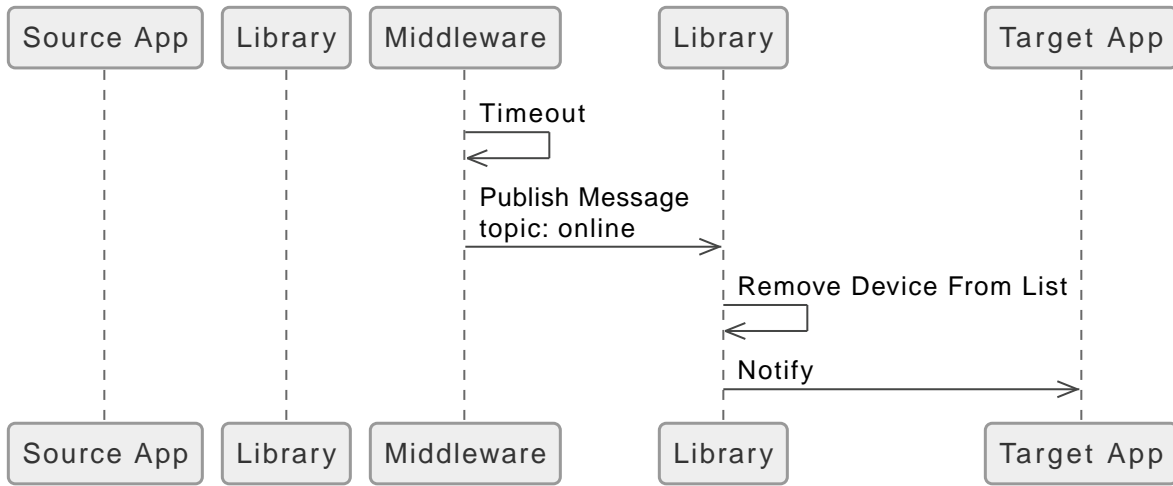 Source App
Library
Middleware
Library
Target App
Timeout
Publish Message
topic: online
Remove Device From List
Notify
Source App
Library
Middleware
Library
Target App